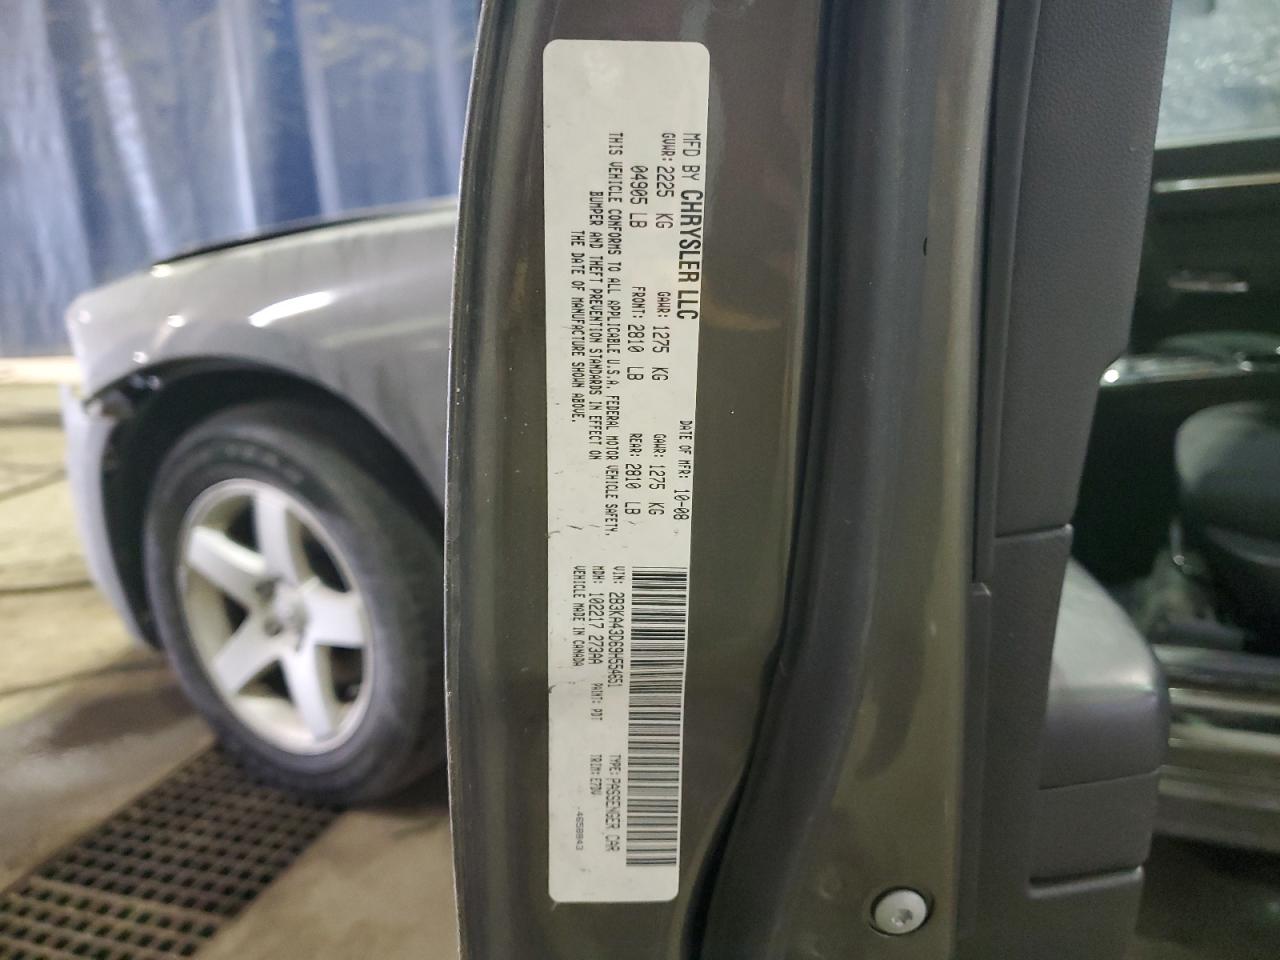 MFD BY CHRYSLER LLC DATE OF MFR: 10-08
GVWR: 2225 KG GAWR: 1275 KG GAWR: 1275 KG
04905 LB FRONT: 2810 LB REAR: 2810 LB
THIS VEHICLE CONFORMS TO ALL APPLICABLE U.S.A. FEDERAL MOTOR VEHICLE SAFETY,
BUMPER AND THEFT PREVENTION STANDARDS IN EFFECT ON
THE DATE OF MANUFACTURE SHOWN ABOVE.
VIN: 2B3KA43D69H554651 TYPE: PASSENGER CAR
MDH: 102217 273AA PAINT: PDT TRIM: E7DV
VEHICLE MADE IN CANADA 4658843